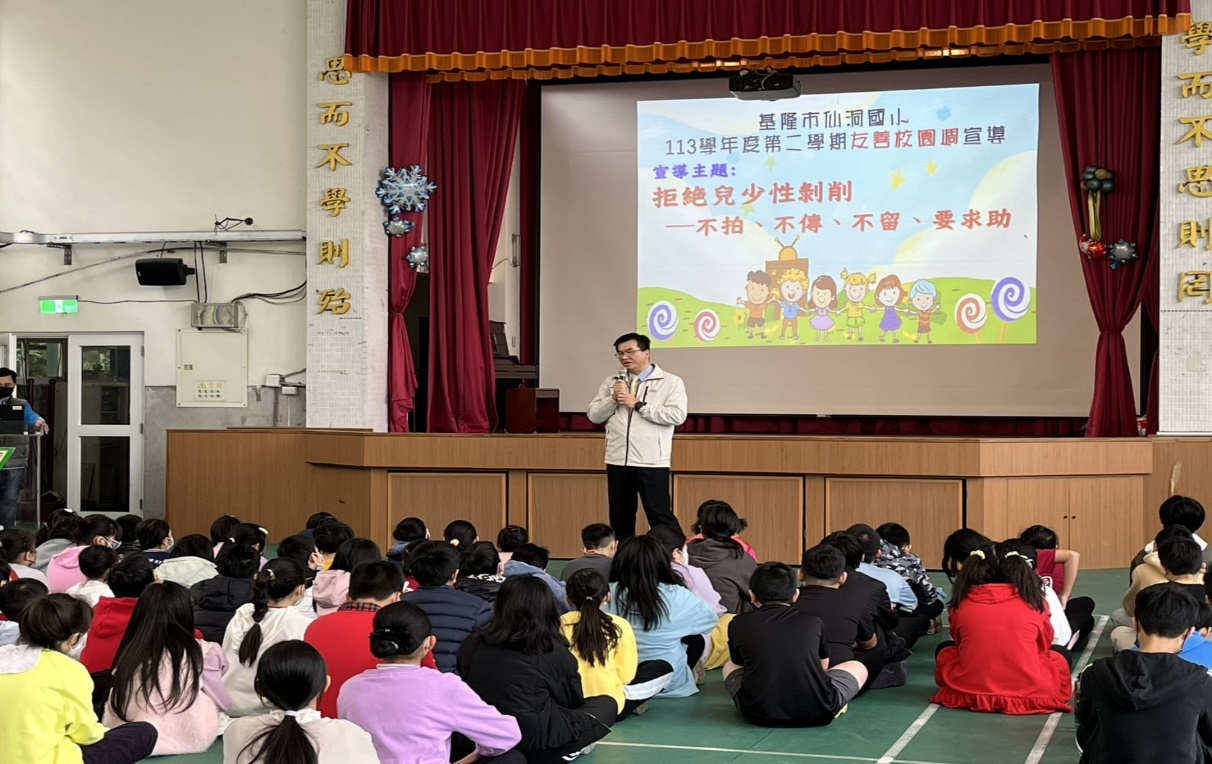 思而不學則殆
學而不思則罔
基隆市仙洞國小
113學年度第二學期友善校園週宣導
宣導主題:
拒絕兒少性剝削
—不拍、不傳、不留、要求助